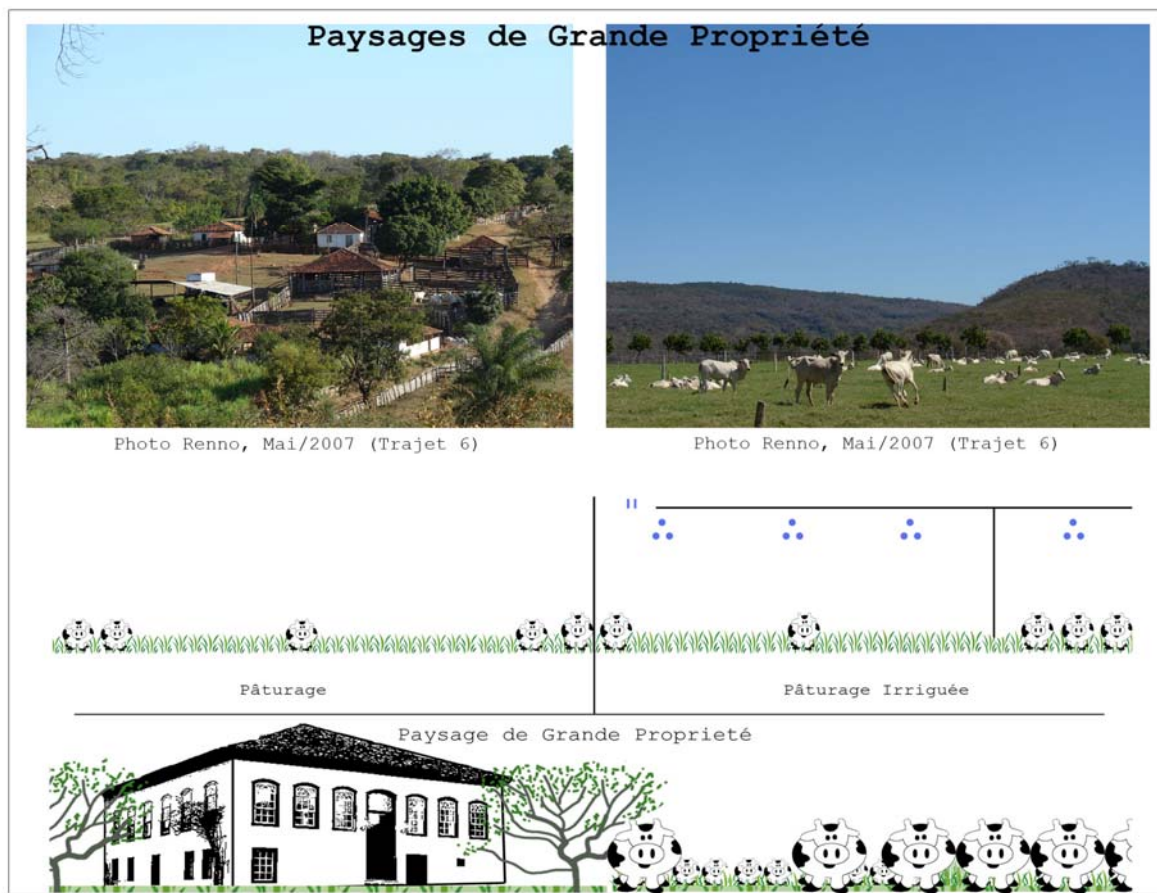 Paysages de Grande Propriété
Photo Renno, Mai/2007 (Trajet 6)
Photo Renno, Mai/2007 (Trajet 6)
Pâturage
Pâturage Irriguée
Paysage de Grande Proprieté